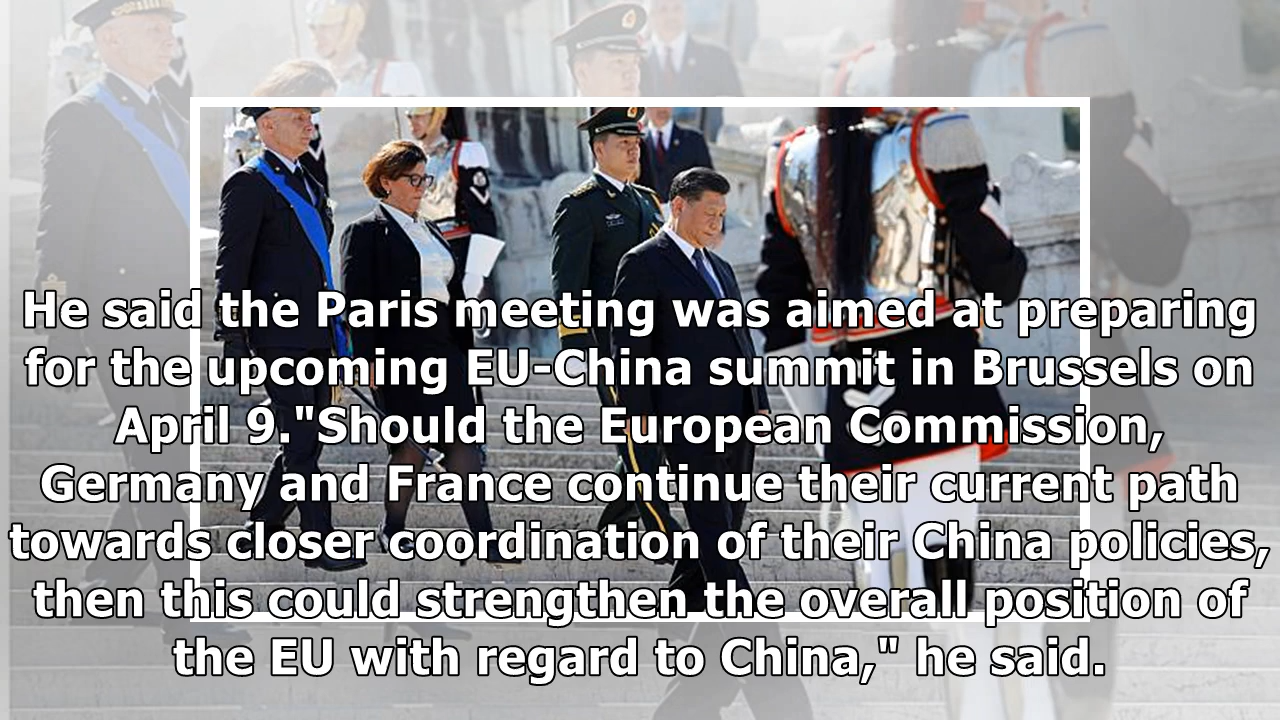 He said the Paris meeting was aimed at preparing
for the upcoming EU-China summit in Brussels on
April 9."Should the European Commission,
Germany and France continue their current path
towards closer coordination of their China policies,
then this could strengthen the overall position of
the EU with regard to China," he said.